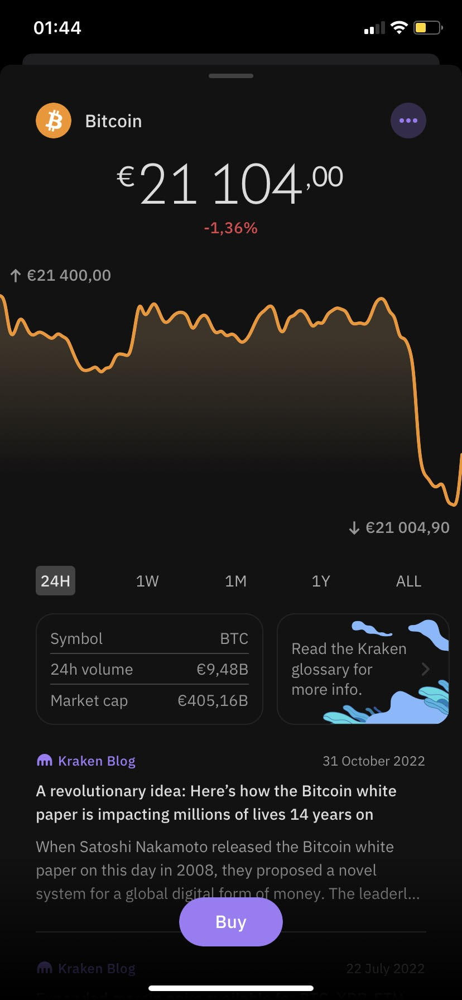 01:44
Bitcoin
€21 104,00
-1,36%
↑ €21 400,00
↓ €21 004,90
24H 1W 1M 1Y ALL
Symbol BTC
24h volume €9,48B
Market cap €405,16B
Read the Kraken
glossary for
more info.
Kraken Blog 31 October 2022
A revolutionary idea: Here’s how the Bitcoin white
paper is impacting millions of lives 14 years on
When Satoshi Nakamoto released the Bitcoin white
paper on this day in 2008, they proposed a novel
system for a global digital form of money. The leaderl...
Buy
Kraken Blog 22 July 2022